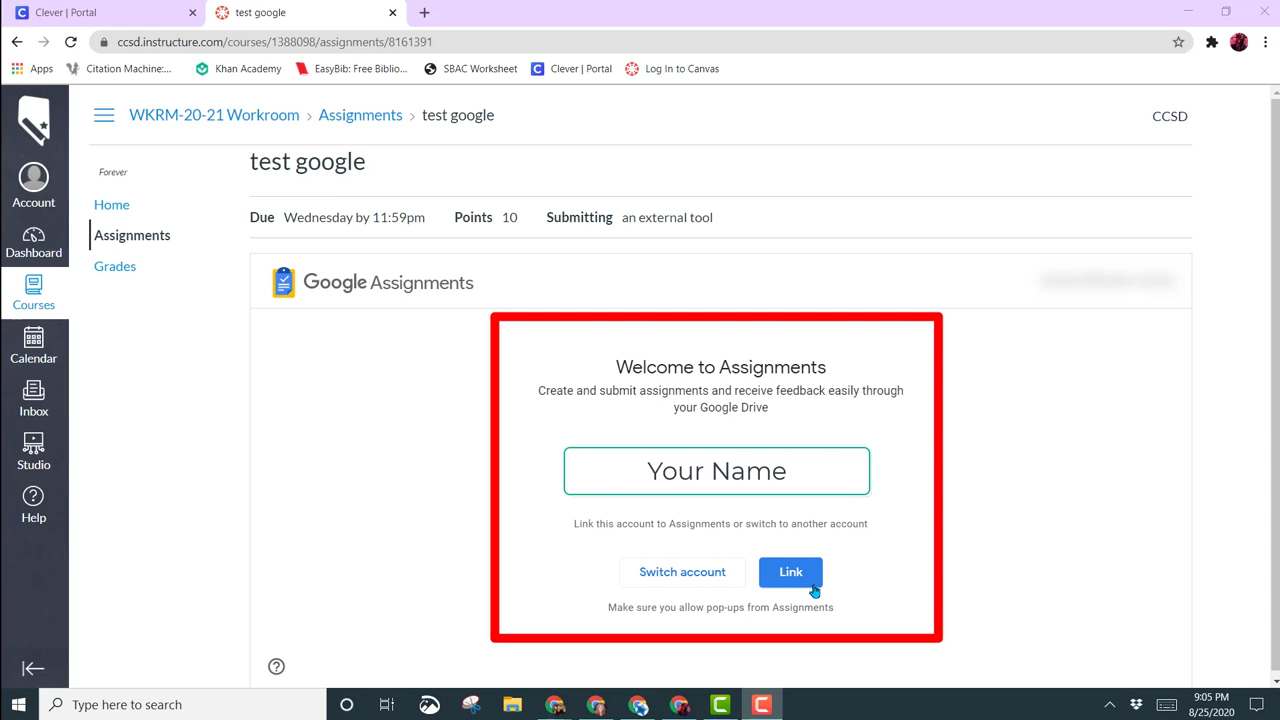 Clever | Portal
test google
ccsd.instructure.com/courses/1388098/assignments/8161391
Apps
Citation Machine:...
Khan Academy
EasyBib: Free Biblio...
SBAC Worksheet
Clever | Portal
Log In to Canvas
WKRM-20-21 Workroom > Assignments > test google
CCSD
Account
Dashboard
Courses
Calendar
Inbox
Studio
Help
Forever
Home
Assignments
Grades
test google
Due Wednesday by 11:59pm Points 10 Submitting an external tool
Google Assignments
Welcome to Assignments
Create and submit assignments and receive feedback easily through
your Google Drive
Your Name
Link this account to Assignments or switch to another account
Switch account
Link
Make sure you allow pop-ups from Assignments
Type here to search
9:05 PM
8/25/2020